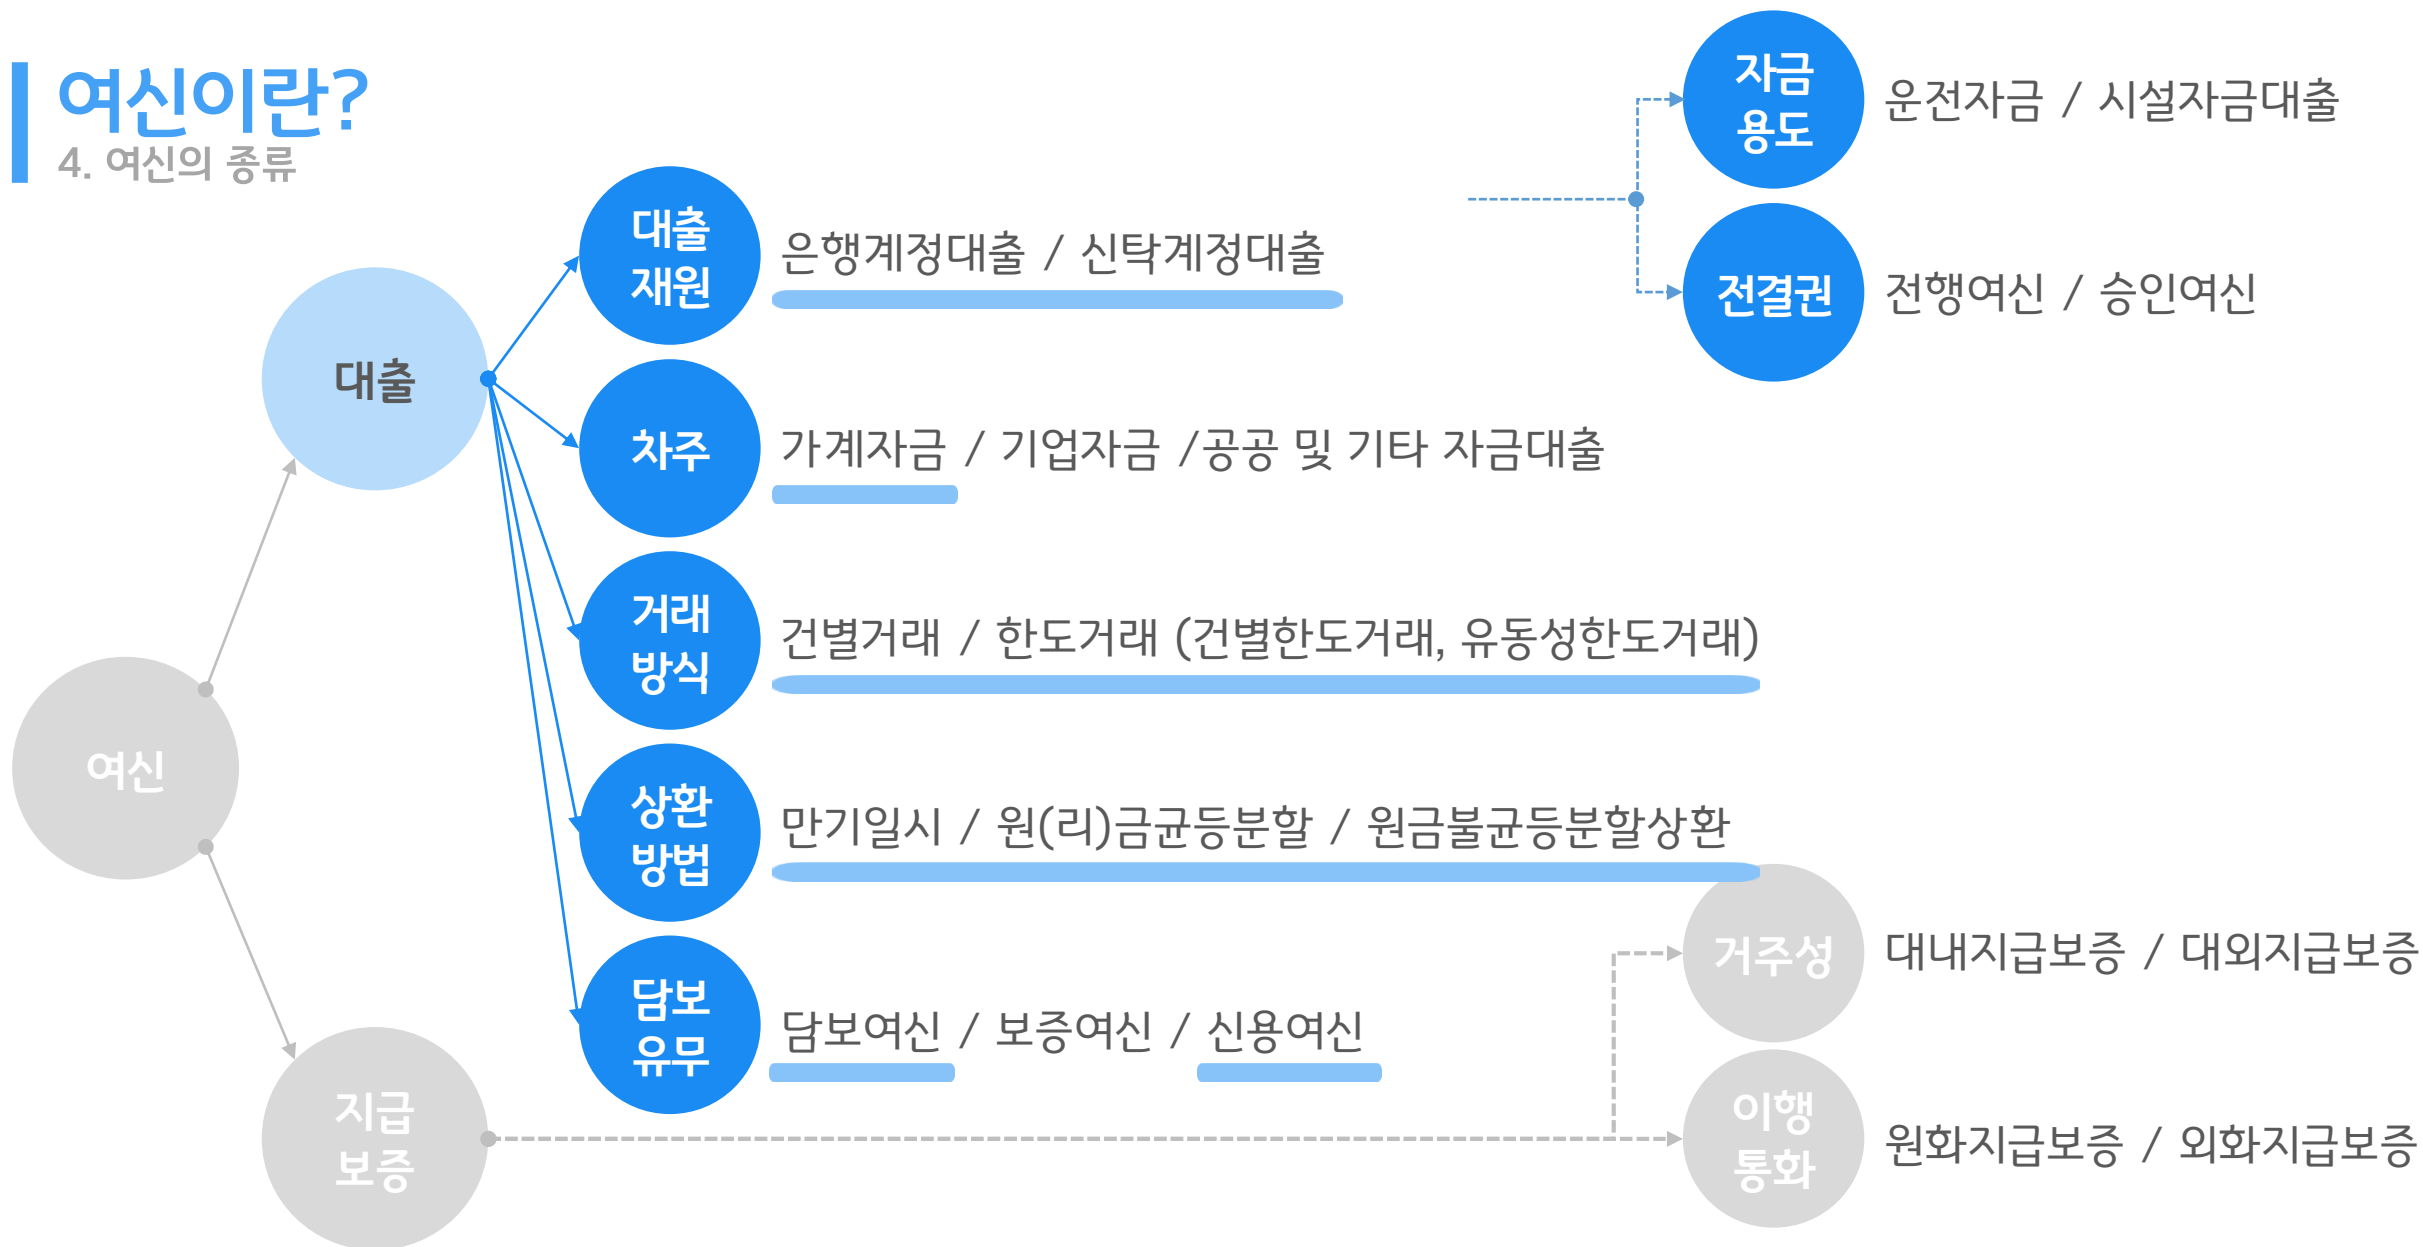 여신이란?
4. 여신의 종류
자금
용도
운전자금 / 시설자금대출
대출
재원
은행계정대출 / 신탁계정대출
전결권
전행여신 / 승인여신
대출
차주
가계자금 / 기업자금 /공공 및 기타 자금대출
거래
방식
건별거래 / 한도거래 (건별한도거래, 유동성한도거래)
여신
상환
방법
만기일시 / 원(리)금균등분할 / 원금불균등분할상환
거주성
대내지급보증 / 대외지급보증
담보
유무
담보여신 / 보증여신 / 신용여신
지급
보증
이행
통화
원화지급보증 / 외화지급보증